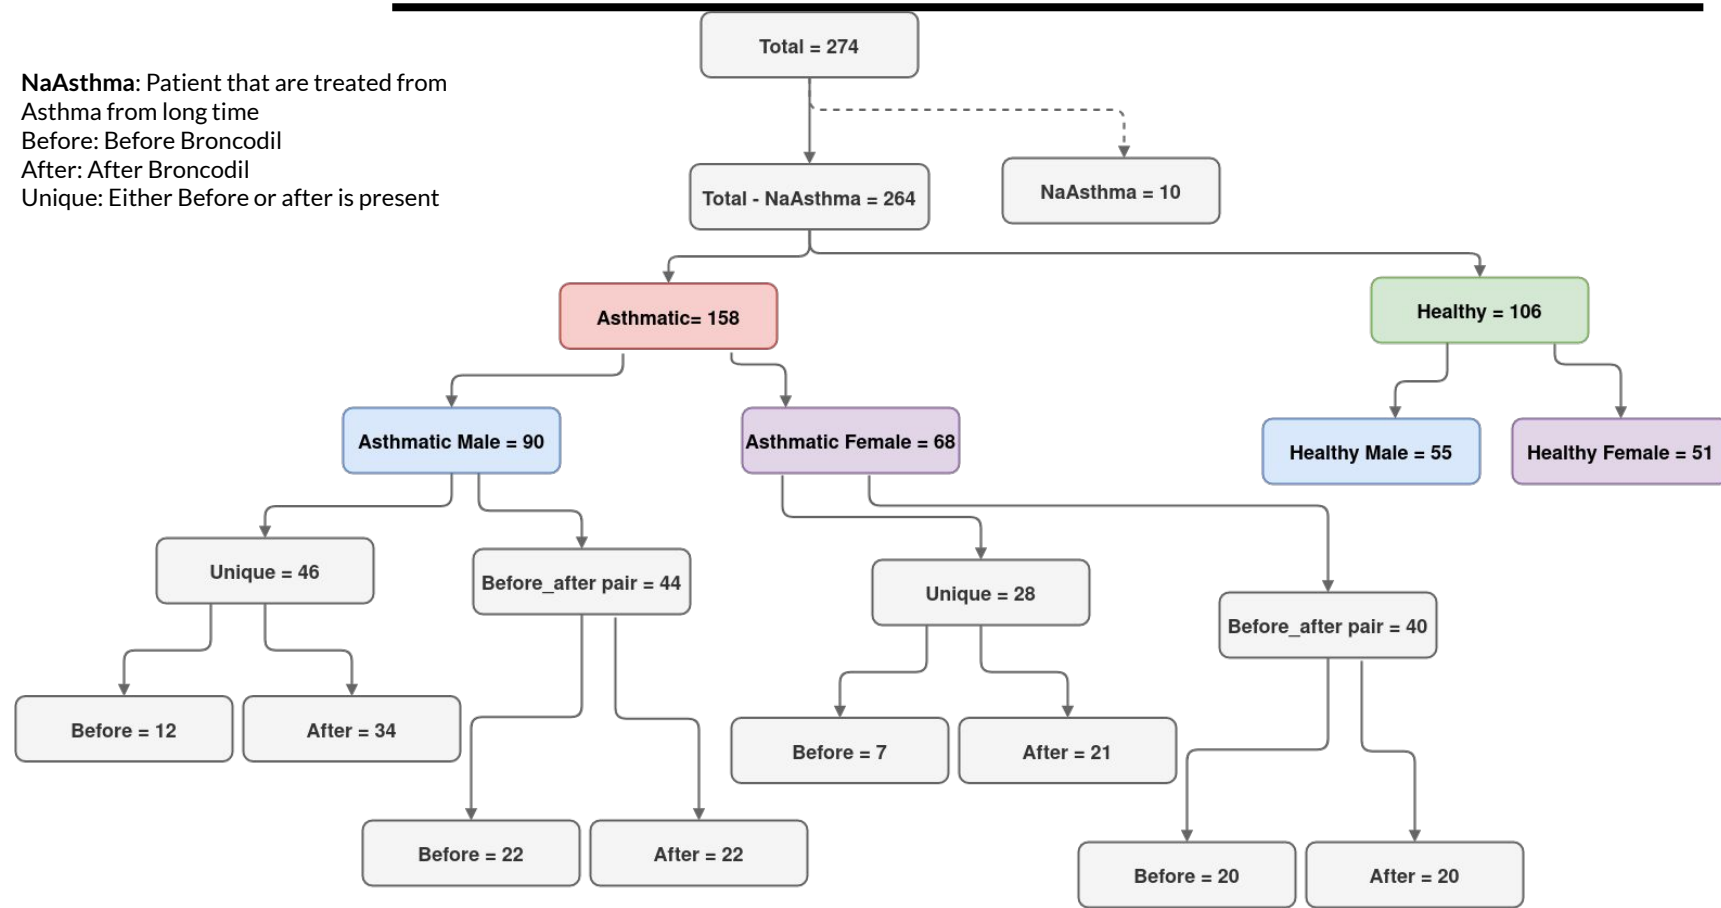 Total = 274
NaAsthma: Patient that are treated from
Asthma from long time
Before: Before Broncodil
After: After Broncodil
Unique: Either Before or after is present
Total - NaAsthma = 264
NaAsthma = 10
Asthmatic= 158
Healthy = 106
Asthmatic Male = 90
Asthmatic Female = 68
Healthy Male = 55
Healthy Female = 51
Unique = 46
Before_after pair = 44
Unique = 28
Before_after pair = 40
Before = 12
After = 34
Before = 7
After = 21
Before = 22
After = 22
Before = 20
After = 20